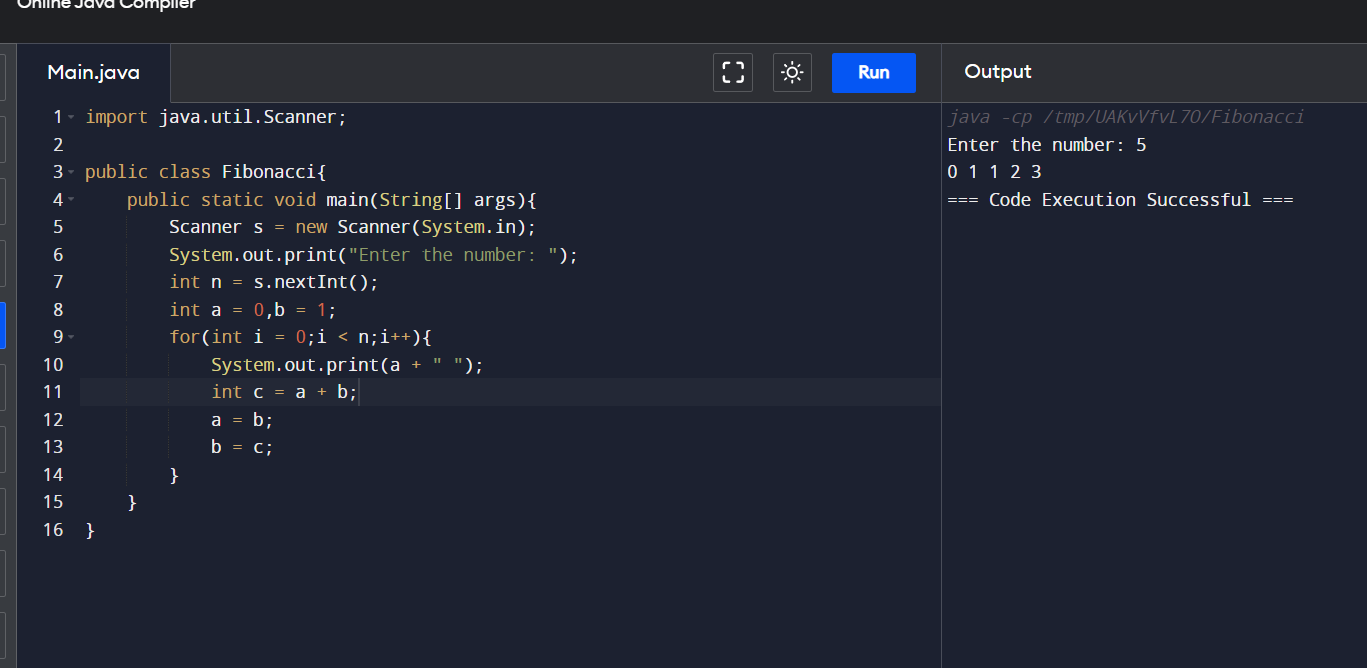 Online Java Compiler
Main.java
Run
Output
1 import java.util.Scanner;
2
3 public class Fibonacci{
4 public static void main(String[] args){
5 Scanner s = new Scanner(System.in);
6 System.out.print("Enter the number: ");
7 int n = s.nextInt();
8 int a = 0,b = 1;
9 for(int i = 0;i < n;i++){
10 System.out.print(a + " ");
11 int c = a + b;
12 a = b;
13 b = c;
14 }
15 }
16 }
java -cp /tmp/UAKvVfvL7O/Fibonacci
Enter the number: 5
0 1 1 2 3
=== Code Execution Successful ===